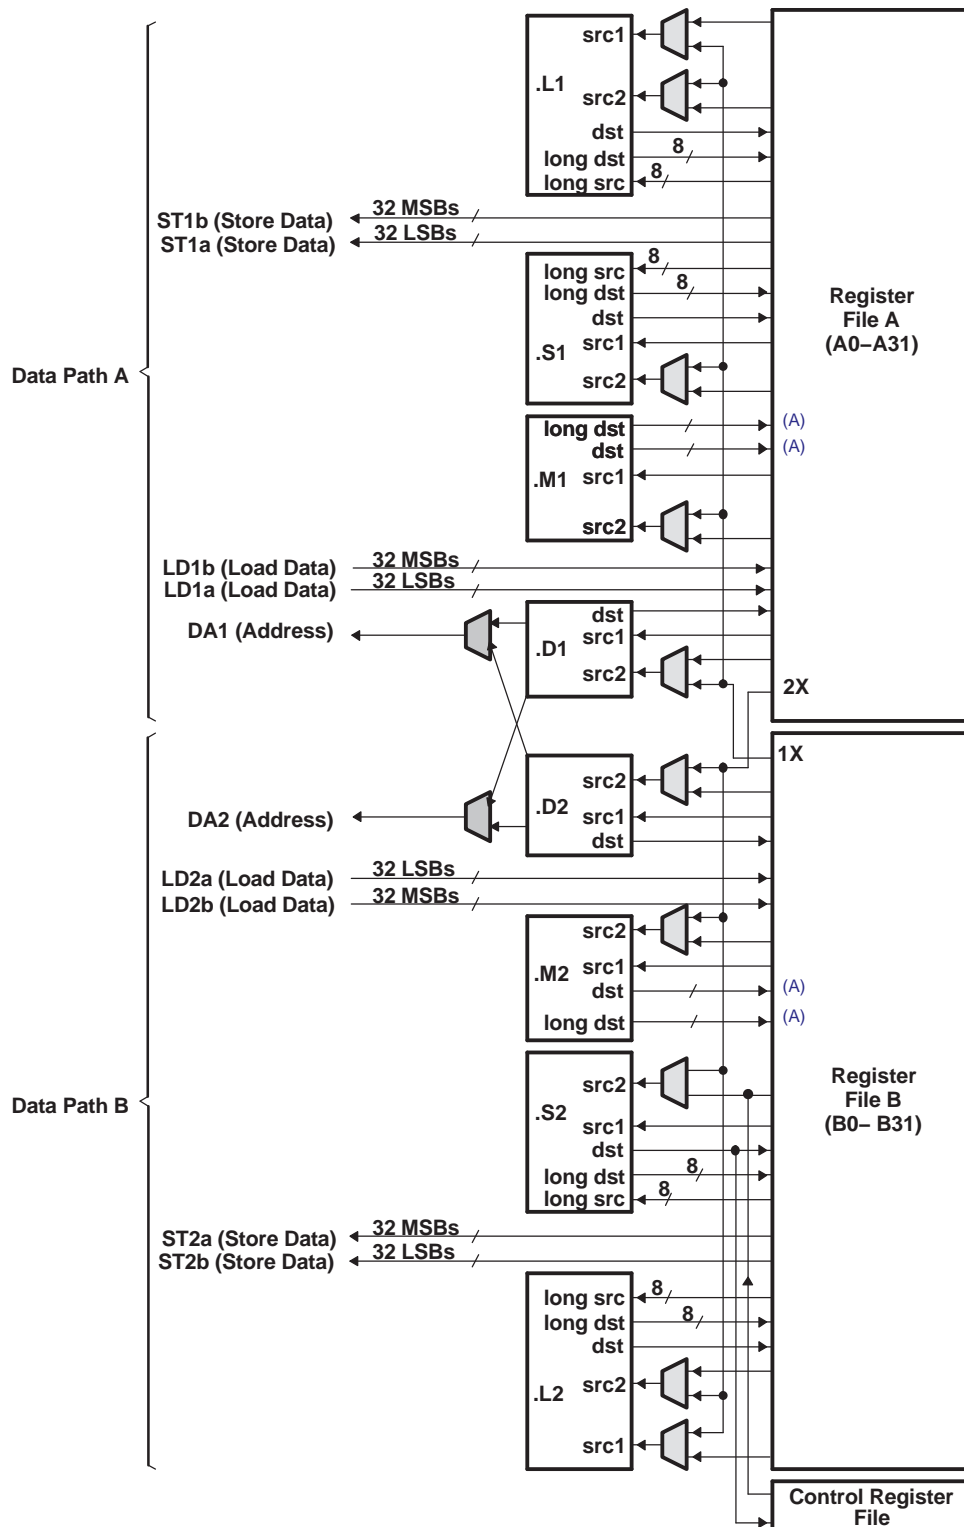 src1
.L1
src2
dst
long dst
8
long src
8
32 MSBs
ST1b (Store Data)
32 LSBs
ST1a (Store Data)
8
long src
8
long dst
dst
src1
.S1
src2
Register
File A
(A0–A31)
Data Path A
long dst
(A)
dst
(A)
.M1
src1
src2
32 MSBs
LD1b (Load Data)
32 LSBs
LD1a (Load Data)
dst
DA1 (Address)
src1
.D1
src2
2X
1X
src2
.D2
src1
DA2 (Address)
dst
32 LSBs
LD2a (Load Data)
32 MSBs
LD2b (Load Data)
src2
.M2
src1
dst
(A)
long dst
(A)
src2
.S2
src1
dst
8
long dst
8
long src
Register
File B
(B0– B31)
Data Path B
32 MSBs
ST2a (Store Data)
32 LSBs
ST2b (Store Data)
8
long src
8
long dst
dst
.L2
src2
src1
Control Register
File